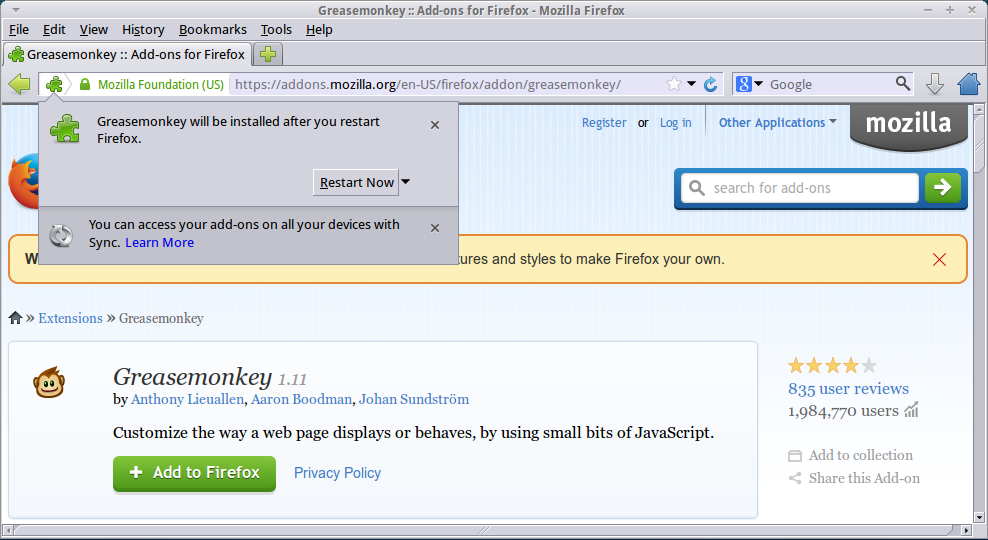 Greasemonkey :: Add-ons for Firefox - Mozilla Firefox
File Edit View History Bookmarks Tools Help
Greasemonkey :: Add-ons for Firefox
Mozilla Foundation (US) https://addons.mozilla.org/en-US/firefox/addon/greasemonkey/ Google
Greasemonkey will be installed after you restart
Firefox.
Restart Now
You can access your add-ons on all your devices with
Sync. Learn More
Register or Log in Other Applications mozilla
search for add-ons
W tures and styles to make Firefox your own.
» Extensions » Greasemonkey
Greasemonkey 1.11
by Anthony Lieuallen, Aaron Boodman, Johan Sundström
Customize the way a web page displays or behaves, by using small bits of JavaScript.
Add to Firefox Privacy Policy
835 user reviews
1,984,770 users
Add to collection
Share this Add-on